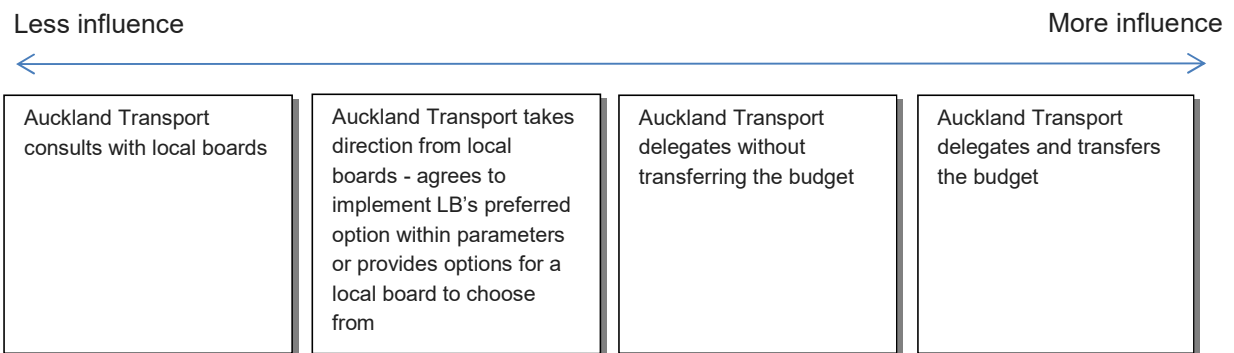 Less influence
More influence
Auckland Transport
consults with local boards
Auckland Transport takes
direction from local
boards - agrees to
implement LB’s preferred
option within parameters
or provides options for a
local board to choose
from
Auckland Transport
delegates without
transferring the budget
Auckland Transport
delegates and transfers
the budget